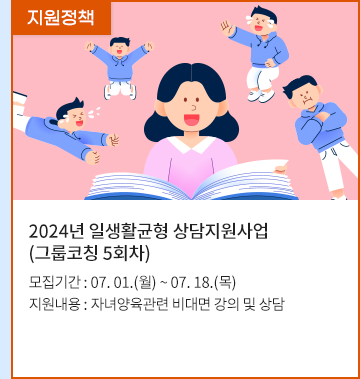 지원정책
2024년 일생활균형 상담지원사업
(그룹코칭 5회차)
모집기간 : 07. 01.(월) ~ 07. 18.(목)
지원내용 : 자녀양육관련 비대면 강의 및 상담